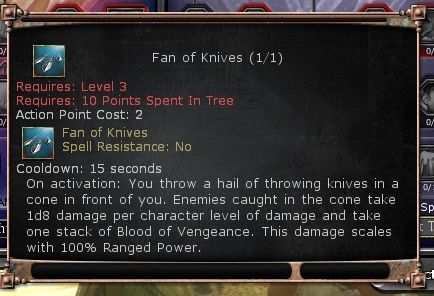 Fan of Knives (1/1)
Requires: Level 3
Requires: 10 Points Spent In Tree
Action Point Cost: 2
Fan of Knives
Spell Resistance: No
Cooldown: 15 seconds
On activation: You throw a hail of throwing knives in a
cone in front of you. Enemies caught in the cone take
1d8 damage per character level of damage and take
one stack of Blood of Vengeance. This damage scales
with 100% Ranged Power.